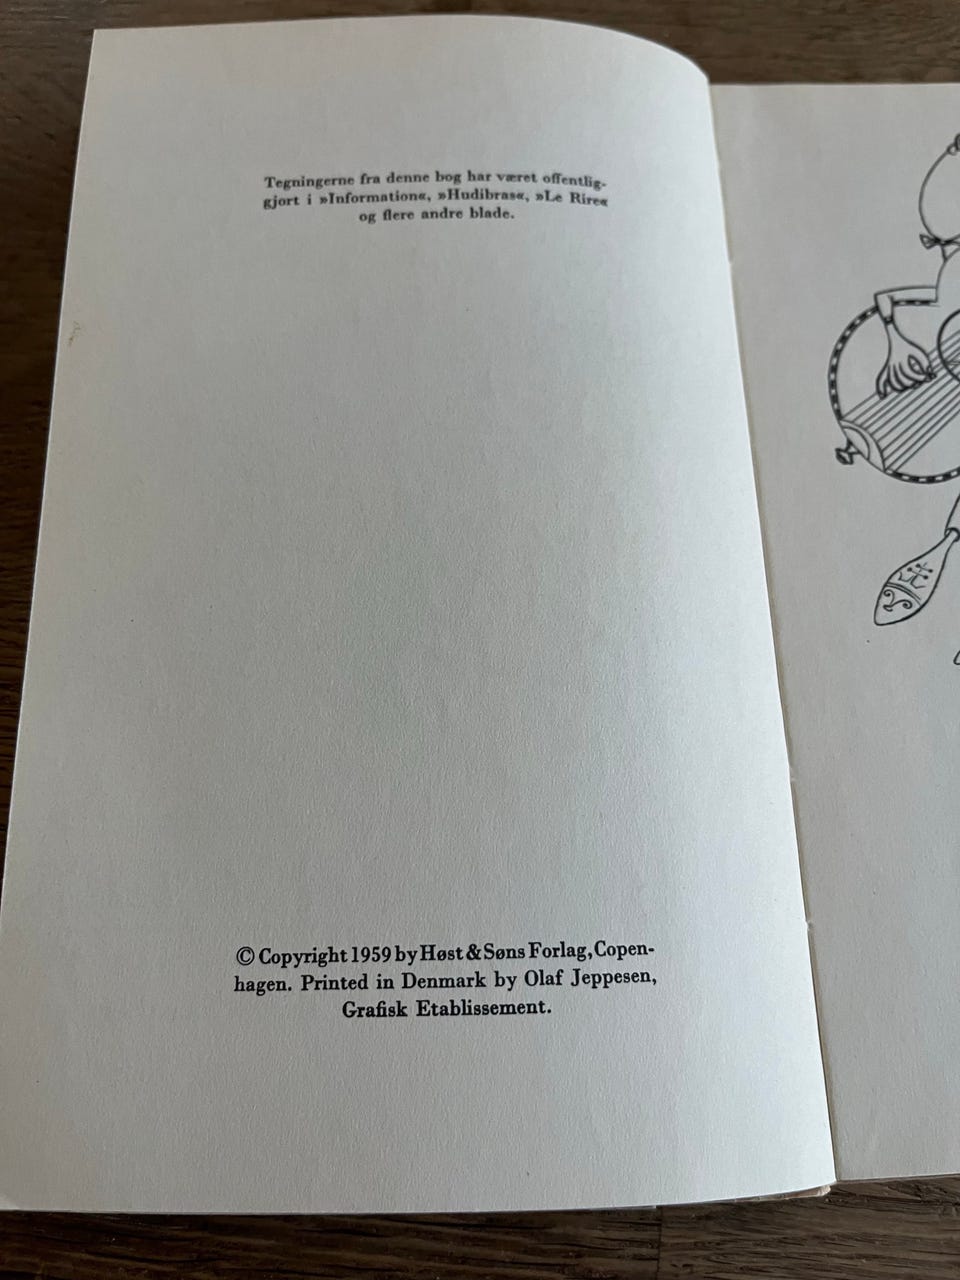 Tegningerne fra denne bog har været offentlig-
gjort i »Information«, »Hudibras«, »Le Rire«
og flere andre blade.
© Copyright 1959 by Høst & Søns Forlag, Copen-
hagen. Printed in Denmark by Olaf Jeppesen,
Grafisk Etablissement.